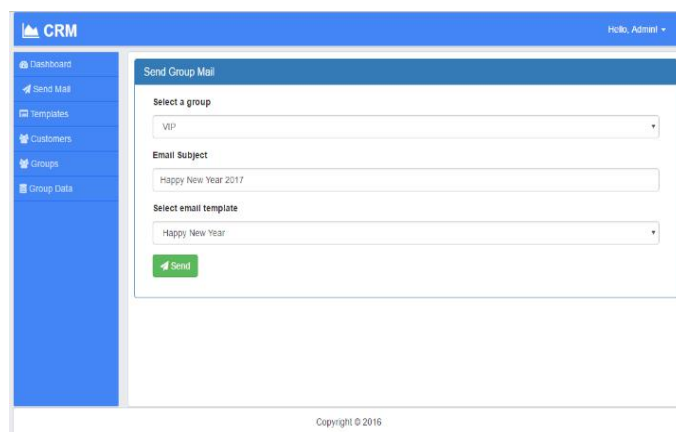 CRM
Hello, Admin!
Dashboard
Send Mail
Templates
Customers
Groups
Group Data
Send Group Mail
Select a group
VIP
Email Subject
Happy New Year 2017
Select email template
Happy New Year
Send
Copyright © 2016